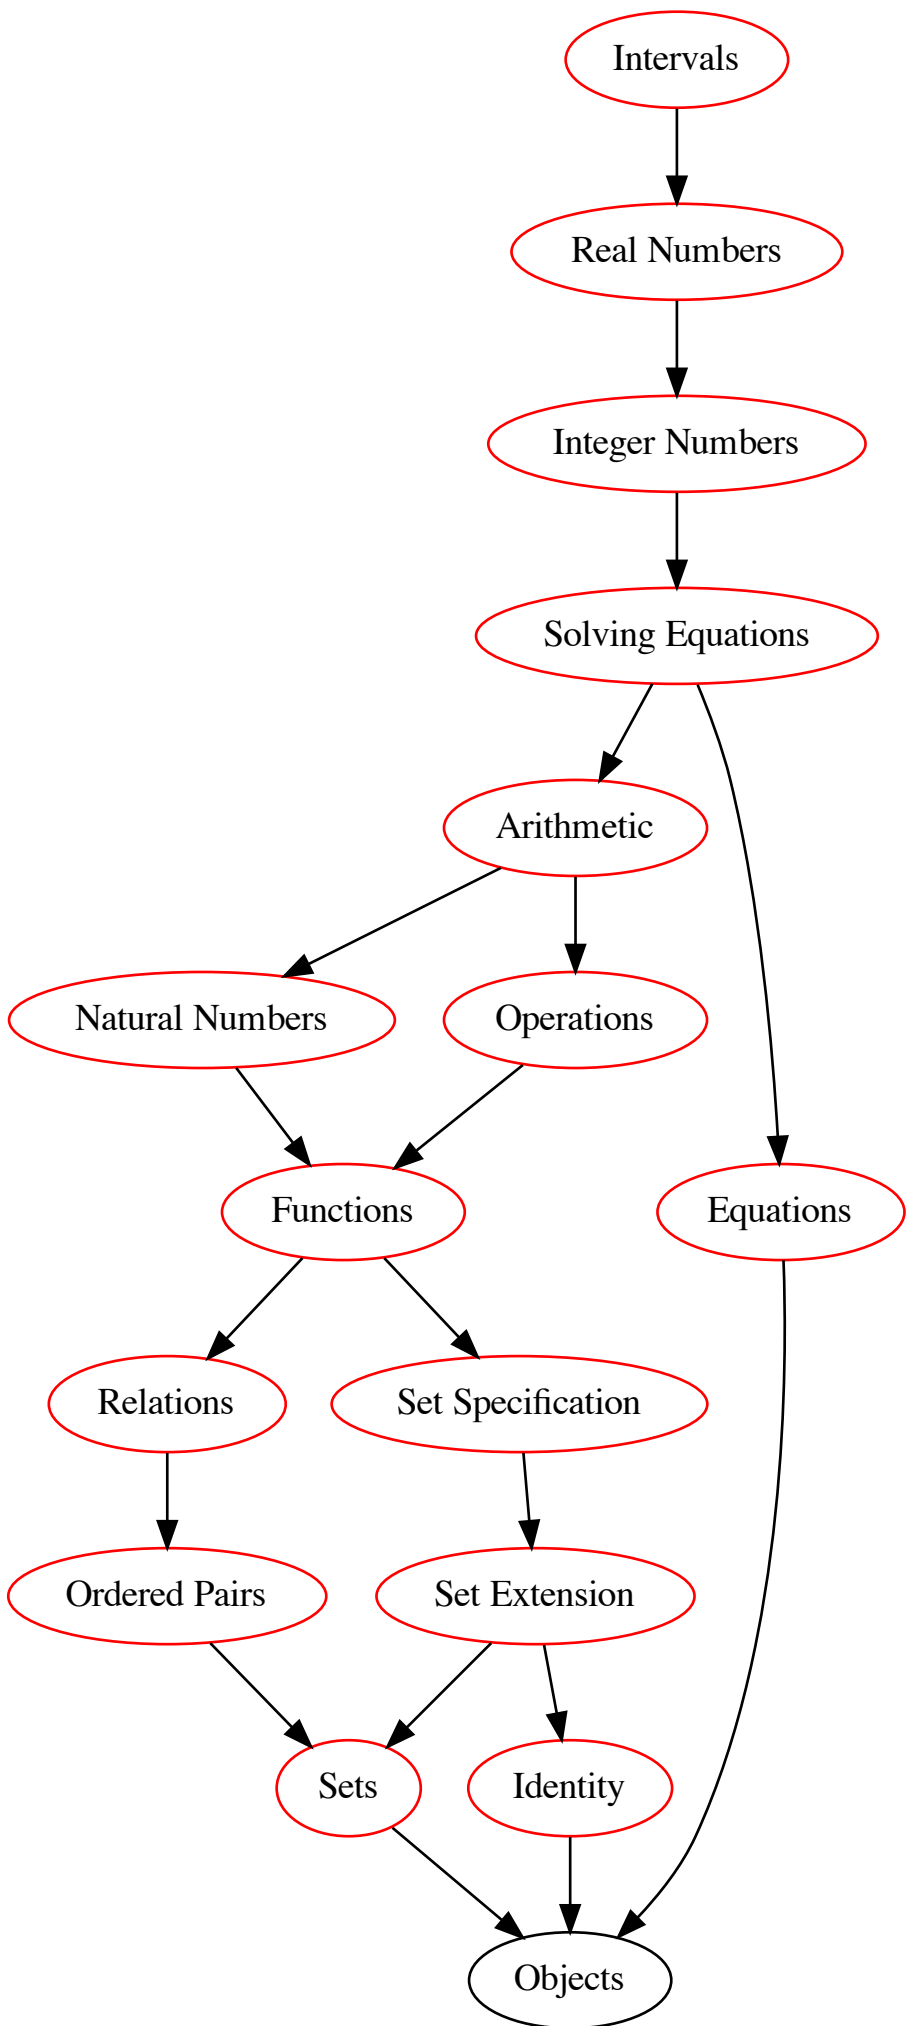 Intervals
Real Numbers
Integer Numbers
Solving Equations
Arithmetic
Natural Numbers
Operations
Functions
Equations
Relations
Set Specification
Ordered Pairs
Set Extension
Sets
Identity
Objects